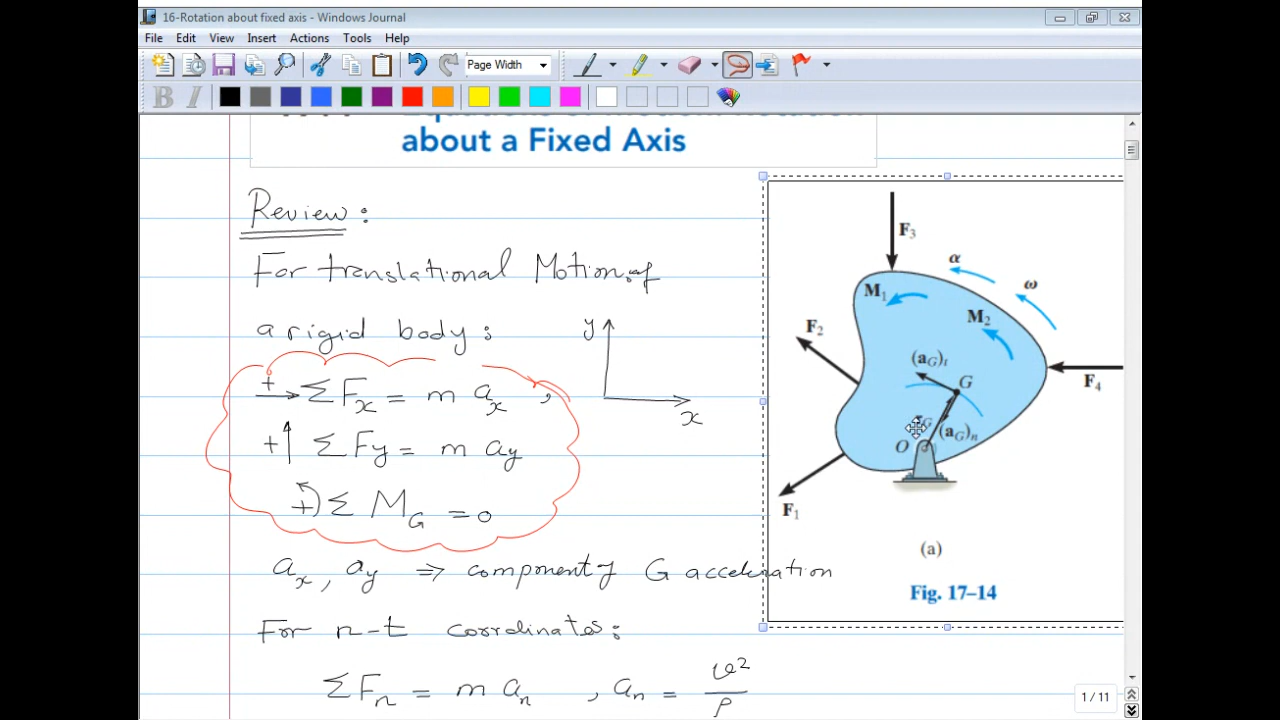 16-Rotation about fixed axis - Windows Journal
File Edit View Insert Actions Tools Help
Page Width
B I
about a Fixed Axis
Review:
For translational Motion of
a rigid body:
y
x
+→ ΣFx = m ax ,
+↑ ΣFy = m ay
+↺ ΣMG = 0
ax, ay ⇒ component of G acceleration
For n-t coordinates:
ΣFn = m an , an = v²/ρ
F3
α
ω
M1
M2
F2
(aG)t
G
F4
(aG)n
O
F1
(a)
Fig. 17–14
1 / 11